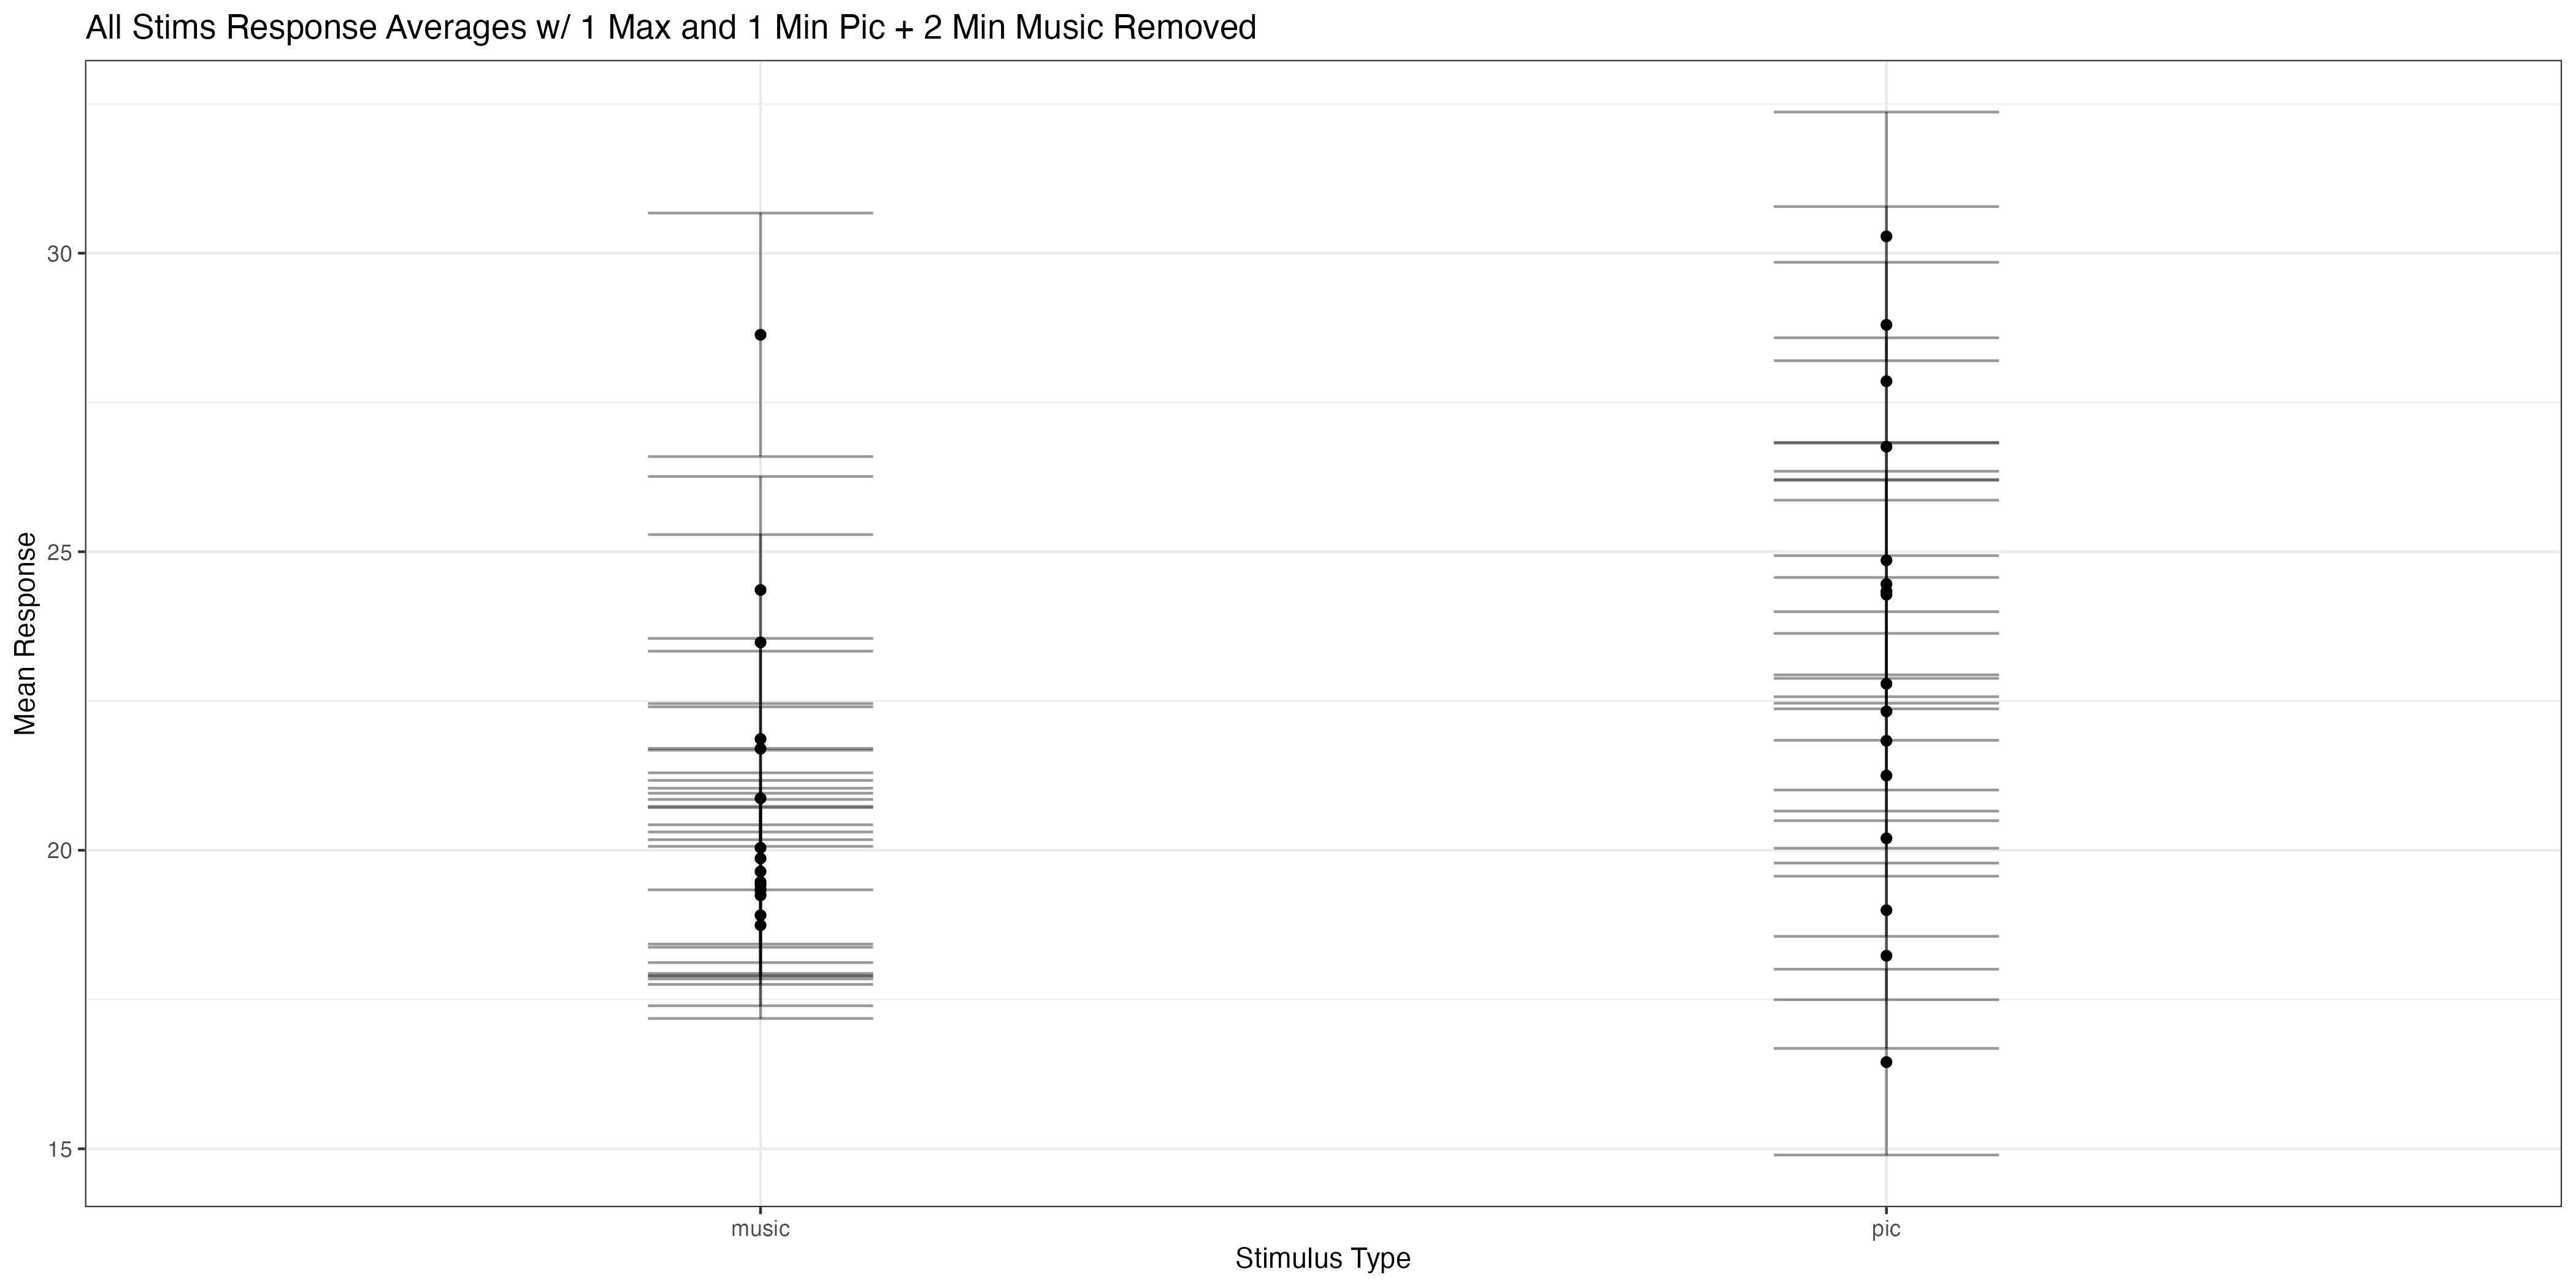 All Stims Response Averages w/ 1 Max and 1 Min Pic + 2 Min Music Removed
Mean Response
30
25
20
15
music
pic
Stimulus Type